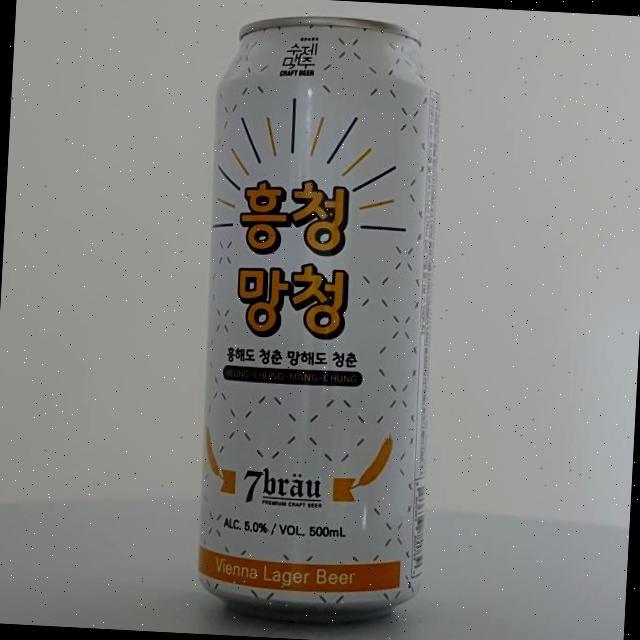 수제
맥주
CRAFT BEER
흥청
망청
흥해도 청춘 망해도 청춘
HEUNG-CHUNG-MANG-CHUNG
7bräu
PREMIUM CRAFT BEER
ALC. 5.0% / VOL. 500mL
Vienna Lager Beer